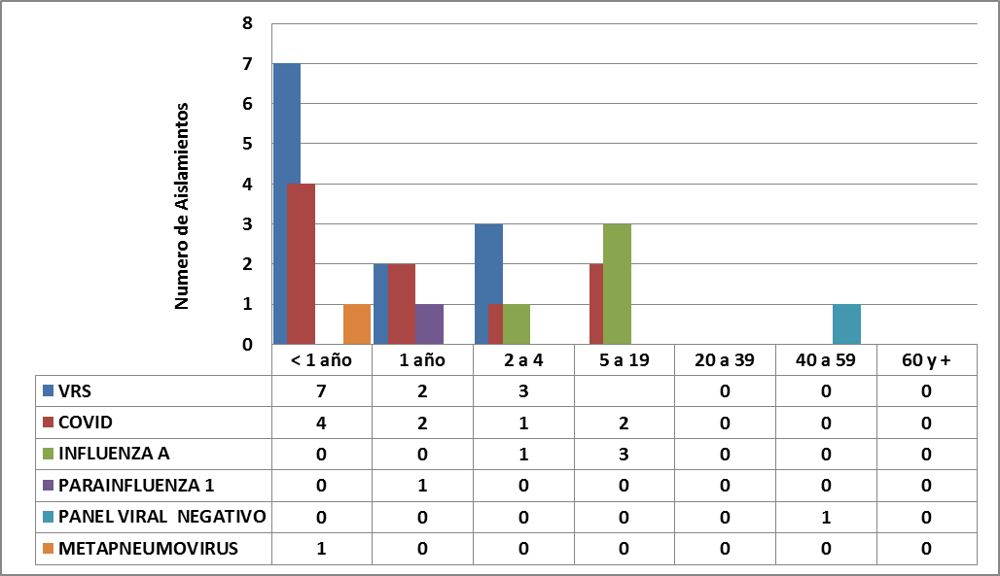 8
7
6
5
4
3
2
1
0
Numero de Aislamientos
< 1 año 1 año 2 a 4 5 a 19 20 a 39 40 a 59 60 y +
VRS 7 2 3 0 0 0
COVID 4 2 1 2 0 0 0
INFLUENZA A 0 0 1 3 0 0 0
PARAINFLUENZA 1 0 1 0 0 0 0 0
PANEL VIRAL NEGATIVO 0 0 0 0 0 1 0
METAPNEUMOVIRUS 1 0 0 0 0 0 0